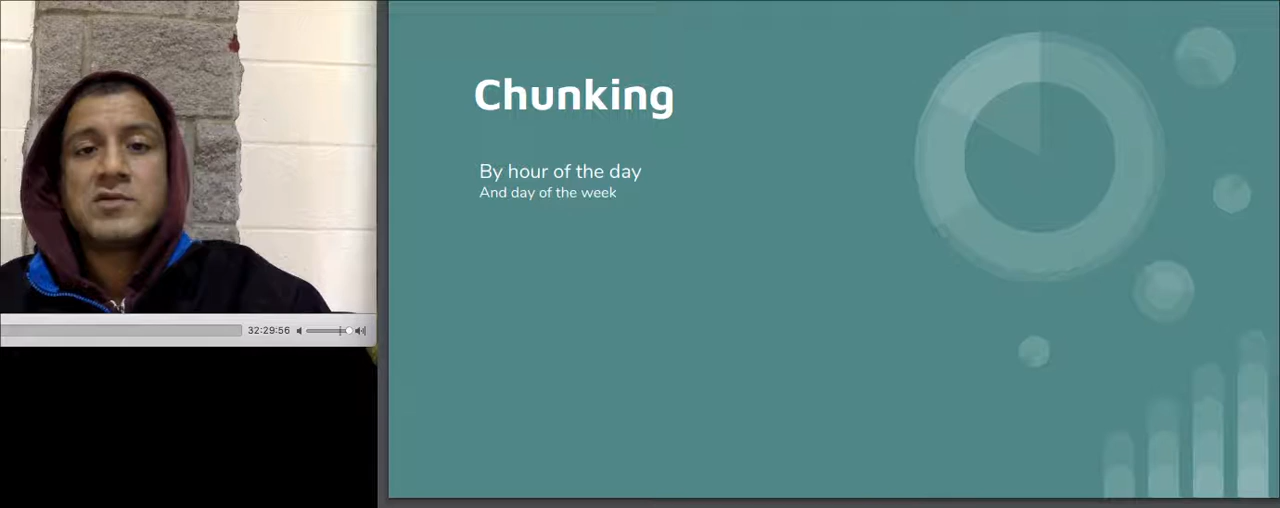 Chunking
By hour of the day
And day of the week
32:29:56